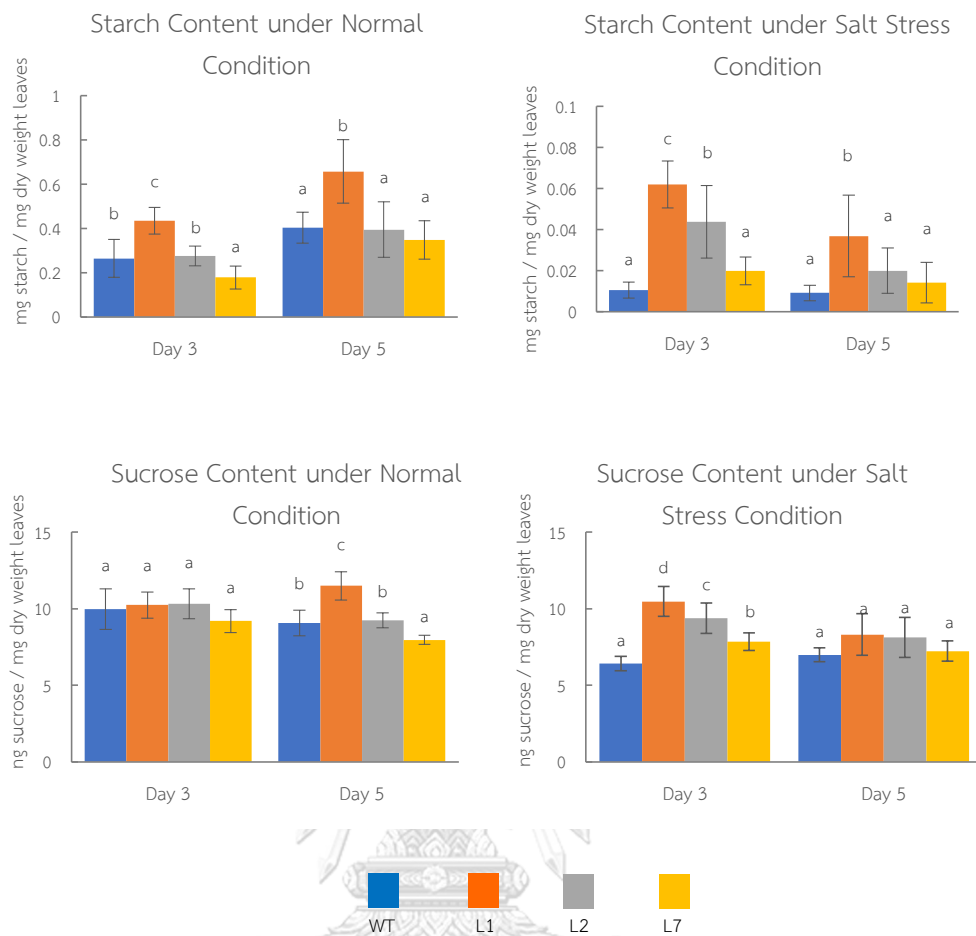 Starch Content under Normal
Condition
mg starch / mg dry weight leaves
1
0.8
0.6
0.4
0.2
0
b
c
b
a
a
b
a
a
Day 3
Day 5
Starch Content under Salt Stress
Condition
mg starch / mg dry weight leaves
0.1
0.08
0.06
0.04
0.02
0
a
c
b
a
a
b
a
a
Day 3
Day 5
Sucrose Content under Normal
Condition
ng sucrose / mg dry weight leaves
15
10
5
0
a
a
a
a
b
c
b
a
Day 3
Day 5
Sucrose Content under Salt
Stress Condition
ng sucrose / mg dry weight leaves
15
10
5
0
a
d
c
b
a
a
a
a
Day 3
Day 5
WT
L1
L2
L7